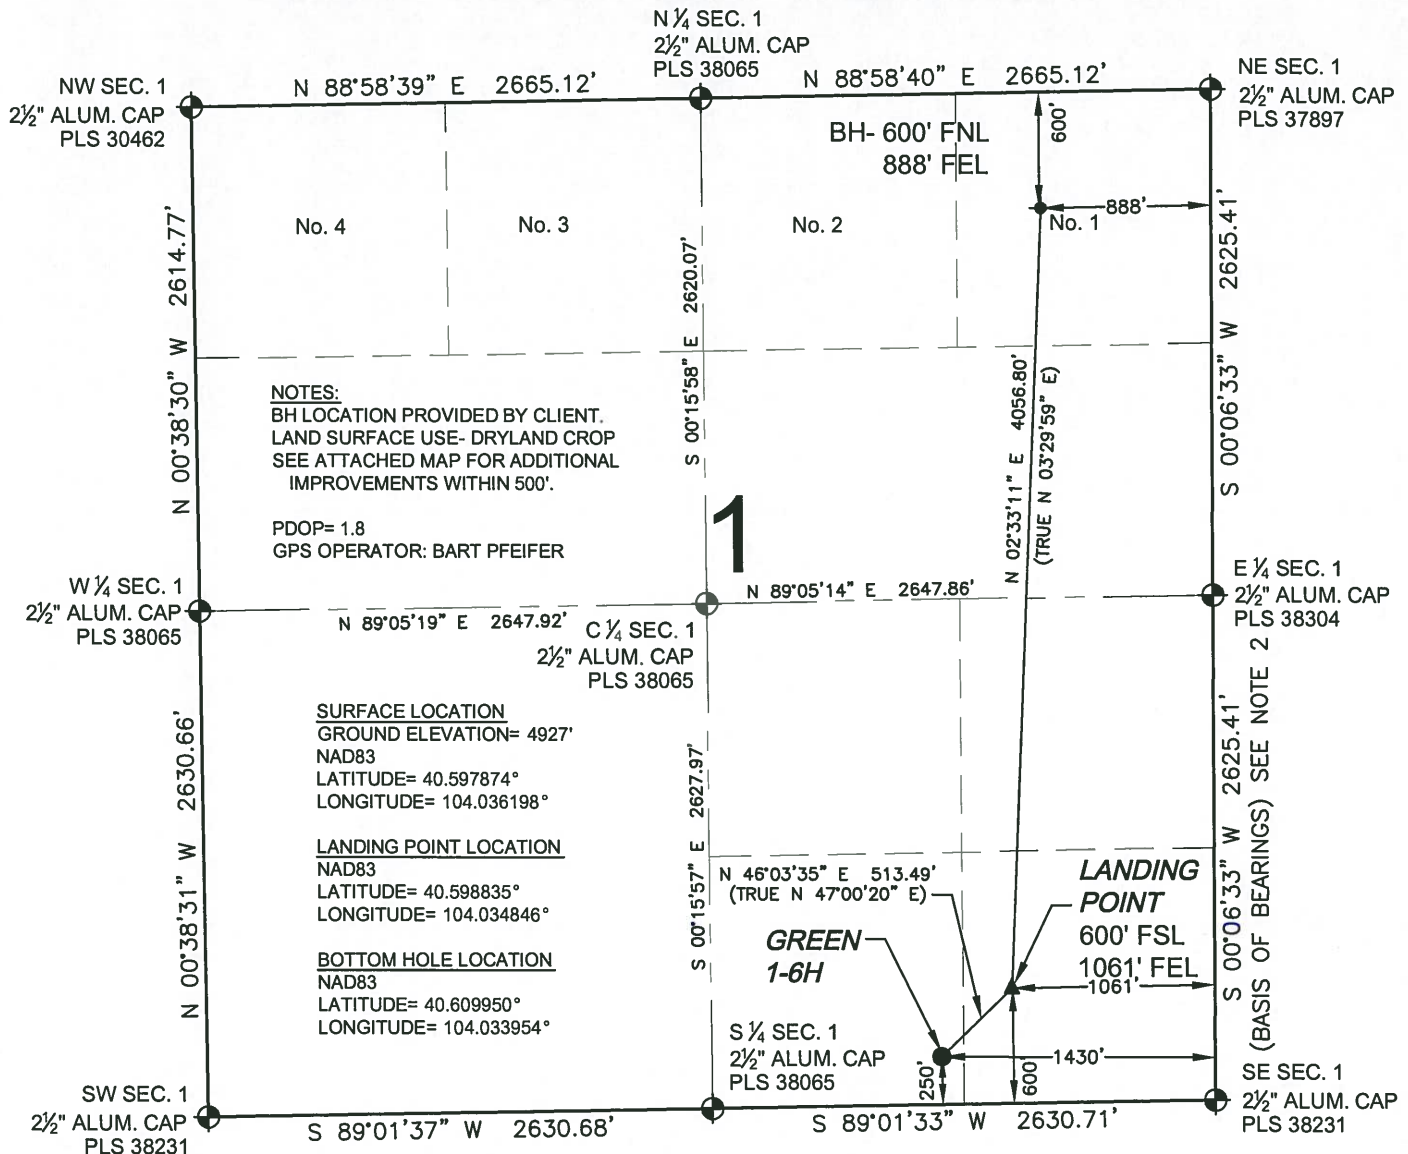 N ¼ SEC. 1
2½" ALUM. CAP
PLS 38065
NW SEC. 1
2½" ALUM. CAP
PLS 30462
N 88°58'39" E 2665.12'
N 88°58'40" E 2665.12'
NE SEC. 1
2½" ALUM. CAP
PLS 37897
BH- 600' FNL
888' FEL
600'
888'
No. 4
No. 3
No. 2
No. 1
N 00°38'30" W 2614.77'
S 00°15'58" E 2620.07'
S 00°06'33" W 2625.41'
NOTES:
BH LOCATION PROVIDED BY CLIENT.
LAND SURFACE USE- DRYLAND CROP
SEE ATTACHED MAP FOR ADDITIONAL
IMPROVEMENTS WITHIN 500'.
PDOP= 1.8
GPS OPERATOR: BART PFEIFER
1
N 02°33'11" E 4056.80'
(TRUE N 03°29'59" E)
W ¼ SEC. 1
2½" ALUM. CAP
PLS 38065
N 89°05'19" E 2647.92'
N 89°05'14" E 2647.86'
C ¼ SEC. 1
2½" ALUM. CAP
PLS 38065
E ¼ SEC. 1
2½" ALUM. CAP
PLS 38304
SURFACE LOCATION
GROUND ELEVATION= 4927'
NAD83
LATITUDE= 40.597874°
LONGITUDE= 104.036198°
LANDING POINT LOCATION
NAD83
LATITUDE= 40.598835°
LONGITUDE= 104.034846°
BOTTOM HOLE LOCATION
NAD83
LATITUDE= 40.609950°
LONGITUDE= 104.033954°
N 00°38'31" W 2630.66'
S 00°15'57" E 2627.97'
S 00°06'33" W 2625.41'
(BASIS OF BEARINGS) SEE NOTE 2
N 46°03'35" E 513.49'
(TRUE N 47°00'20" E)
LANDING
POINT
600' FSL
1061' FEL
1061'
GREEN
1-6H
1430'
250'
600'
S ¼ SEC. 1
2½" ALUM. CAP
PLS 38065
SW SEC. 1
2½" ALUM. CAP
PLS 38231
S 89°01'37" W 2630.68'
S 89°01'33" W 2630.71'
SE SEC. 1
2½" ALUM. CAP
PLS 38231